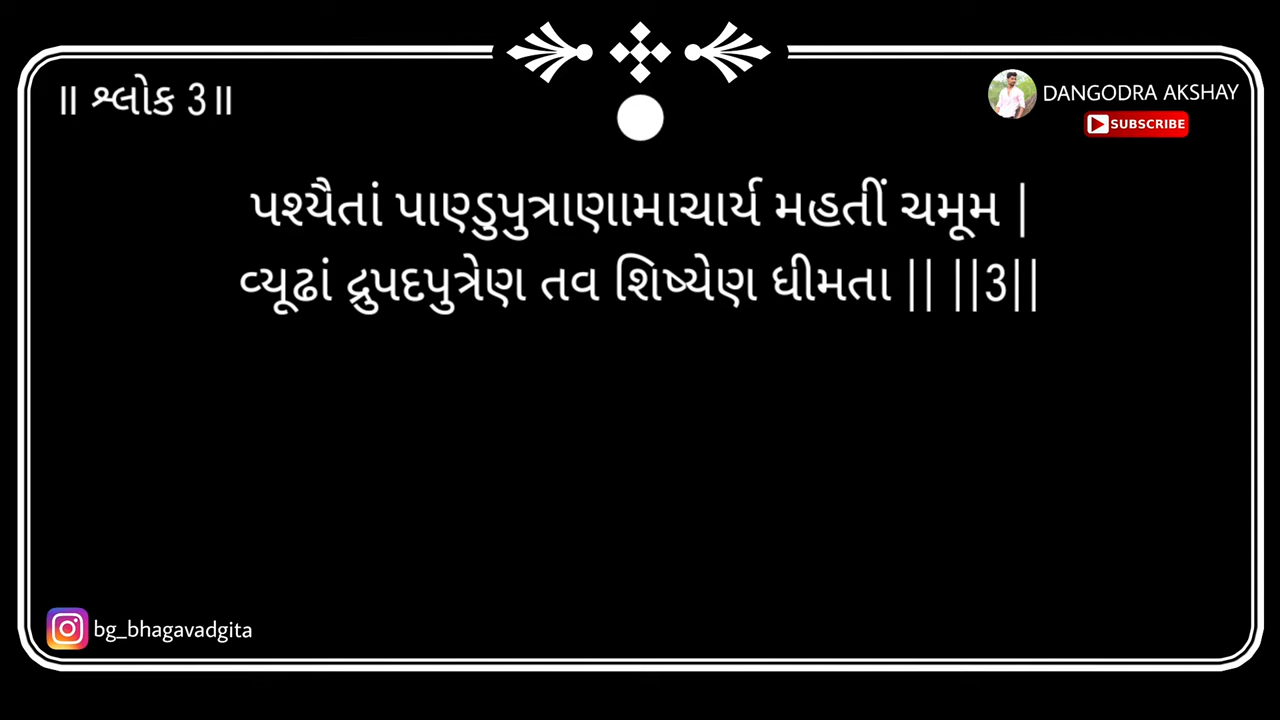 ॥ શ્લોક 3॥
DANGODRA AKSHAY
SUBSCRIBE
પશ્યૈતાં પાણ્ડુપુત્રાણામાચાર્ય મહતીં ચમૂમ |
વ્યૂઢાં દ્રુપદપુત્રેણ તવ શિષ્યેણ ધીમતા || ||3||
bg_bhagavadgita